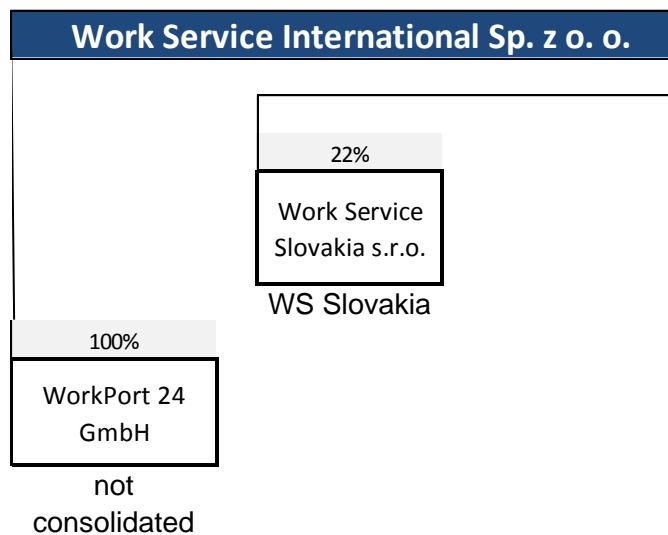 Work Service International Sp. z o. o.
22%
Work Service
Slovakia s.r.o.
WS Slovakia
100%
WorkPort 24
GmbH
not
consolidated